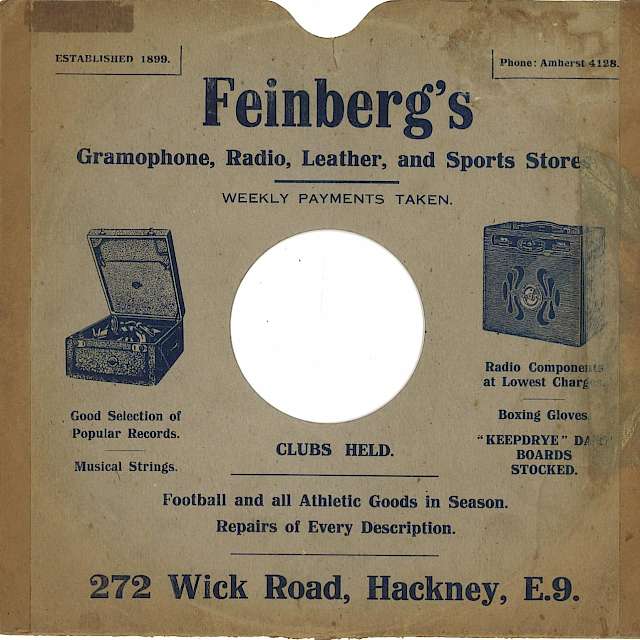 ESTABLISHED 1899.
Phone: Amherst 4128.
Feinberg's
Gramophone, Radio, Leather, and Sports Store
WEEKLY PAYMENTS TAKEN.
Good Selection of
Popular Records.
Musical Strings.
Radio Components
at Lowest Charges.
Boxing Gloves.
"KEEPDRYE"
BOARDS
STOCKED.
CLUBS HELD.
Football and all Athletic Goods in Season.
Repairs of Every Description.
272 Wick Road, Hackney, E.9.